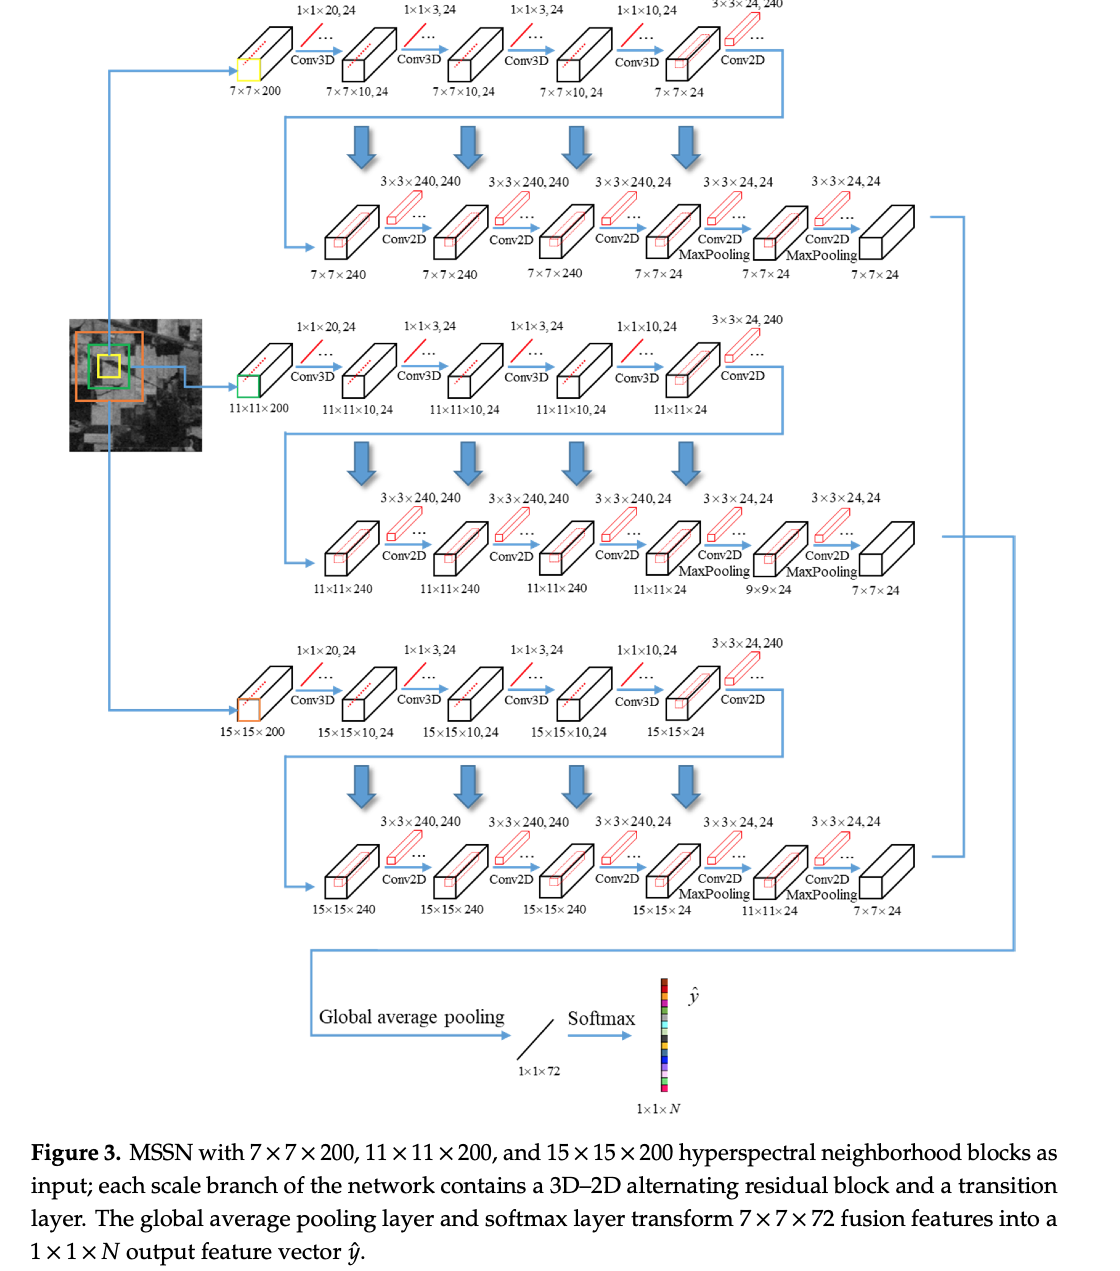 1×1×20,24 1×1×3,24 1×1×3,24 1×1×10,24 3×3×24,240
... ... ... ... ...
Conv3D Conv3D Conv3D Conv3D Conv2D
7×7×200 7×7×10,24 7×7×10,24 7×7×10,24 7×7×24
3×3×240,240 3×3×240,240 3×3×240,24 3×3×24,24 3×3×24,24
... ... ... ... ...
Conv2D Conv2D Conv2D Conv2D Conv2D
MaxPooling MaxPooling
7×7×240 7×7×240 7×7×240 7×7×24 7×7×24 7×7×24
1×1×20,24 1×1×3,24 1×1×3,24 1×1×10,24 3×3×24,240
... ... ... ... ...
Conv3D Conv3D Conv3D Conv3D Conv2D
11×11×200 11×11×10,24 11×11×10,24 11×11×10,24 11×11×24
3×3×240,240 3×3×240,240 3×3×240,24 3×3×24,24 3×3×24,24
... ... ... ... ...
Conv2D Conv2D Conv2D Conv2D Conv2D
MaxPooling MaxPooling
11×11×240 11×11×240 11×11×240 11×11×24 9×9×24 7×7×24
1×1×20,24 1×1×3,24 1×1×3,24 1×1×10,24 3×3×24,240
... ... ... ... ...
Conv3D Conv3D Conv3D Conv3D Conv2D
15×15×200 15×15×10,24 15×15×10,24 15×15×10,24 15×15×24
3×3×240,240 3×3×240,240 3×3×240,24 3×3×24,24 3×3×24,24
... ... ... ... ...
Conv2D Conv2D Conv2D Conv2D Conv2D
MaxPooling MaxPooling
15×15×240 15×15×240 15×15×240 15×15×24 11×11×24 7×7×24
ŷ
Global average pooling Softmax
1×1×72
1×1×N
Figure 3. MSSN with 7×7×200, 11×11×200, and 15×15×200 hyperspectral neighborhood blocks as
input; each scale branch of the network contains a 3D–2D alternating residual block and a transition
layer. The global average pooling layer and softmax layer transform 7×7×72 fusion features into a
1×1×N output feature vector ŷ.